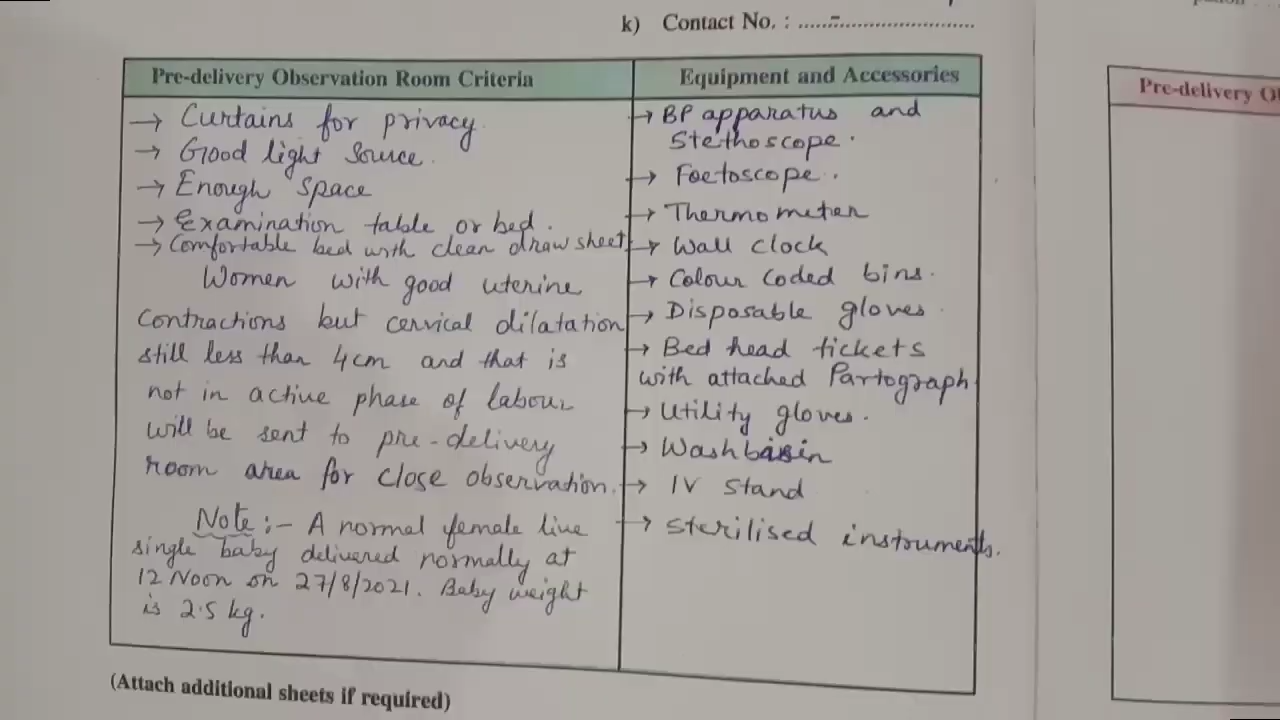 k) Contact No. : ......-...........................
Pre-delivery Observation Room Criteria
→ Curtains for privacy.
→ Good light source.
→ Enough space
→ Examination table or bed.
→ Comfortable bed with clean draw sheet
Women with good uterine
contractions but cervical dilatation
still less than 4cm and that is
not in active phase of labour
will be sent to pre-delivery
room area for close observation.
Note :- A normal female live
single baby delivered normally at
12 Noon on 27/8/2021. Baby weight
is 2.5 kg.
Equipment and Accessories
→ BP apparatus and
Stethoscope.
→ Foetoscope.
→ Thermometer
→ Wall clock
→ Colour coded bins.
→ Disposable gloves.
→ Bed head tickets
with attached Partograph
→ Utility gloves.
→ Washbasin
→ IV Stand
→ Sterilised instruments.
(Attach additional sheets if required)
Pre-delivery